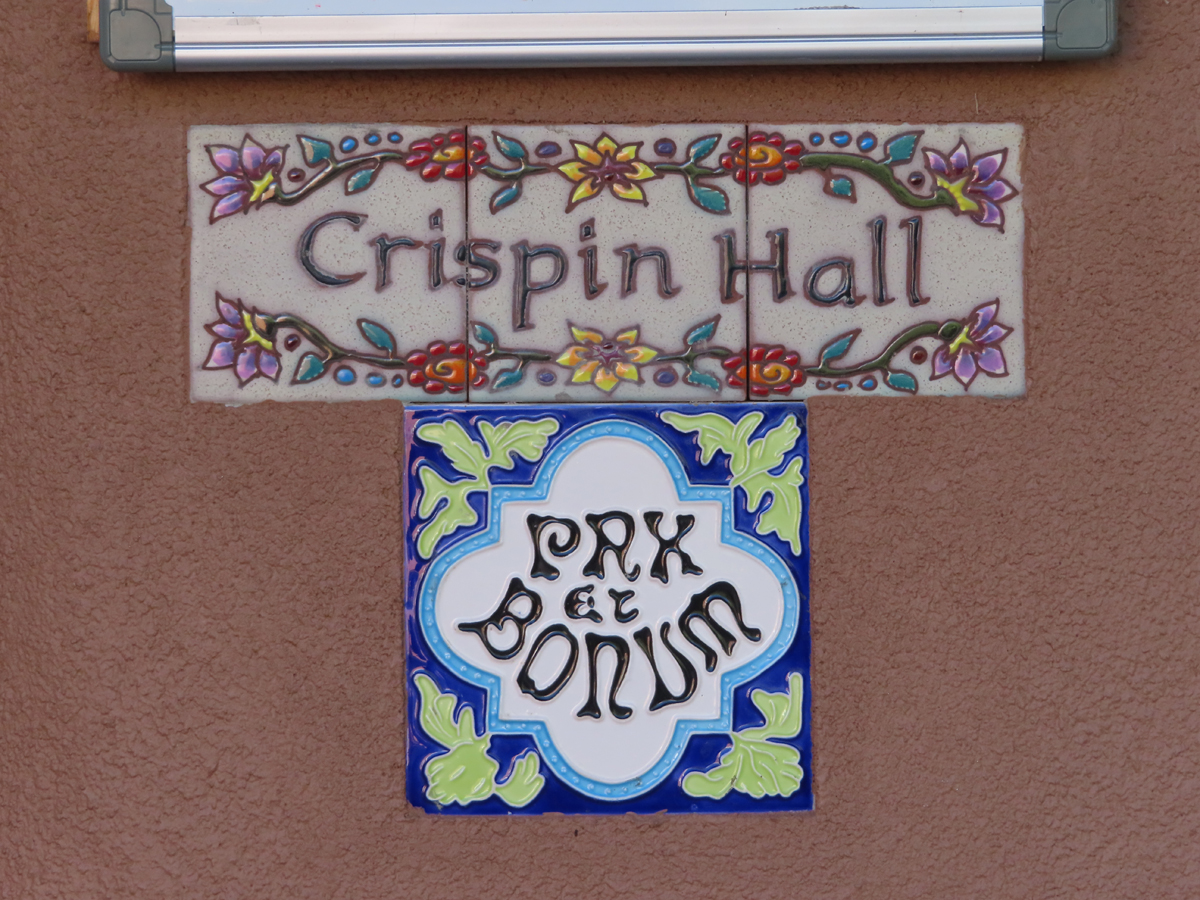 Crispin Hall
PAX
et
BONUM